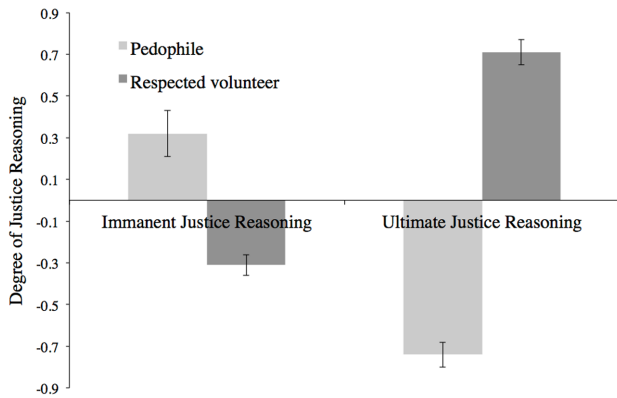 0.9
0.7
0.5
0.3
0.1
-0.1
-0.3
-0.5
-0.7
-0.9
Degree of Justice Reasoning
Pedophile
Respected volunteer
Immanent Justice Reasoning
Ultimate Justice Reasoning